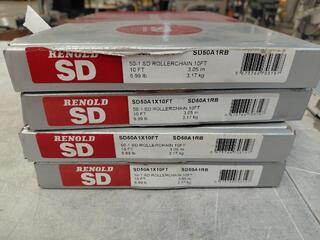 RENOLD
SD
SD50A1RB
50-1 SD ROLLERCHAIN 10FT
10 FT 3.05 m
6.99 lb 3.17 kg
RENOLD
SD
SD50A1X10FT SD50A1RB
50-1 SD ROLLERCHAIN 10FT
10 FT 3.05 m
6.99 lb 3.17 kg
RENOLD
SD
SD50A1X10FT SD50A1RB
50-1 SD ROLLERCHAIN 10FT
10 FT 3.05 m
6.99 lb 3.17 kg
RENOLD
SD
SD50A1X10FT SD50A1RB
50-1 SD ROLLERCHAIN 10FT
10 FT 3.05 m
6.99 lb 3.17 kg